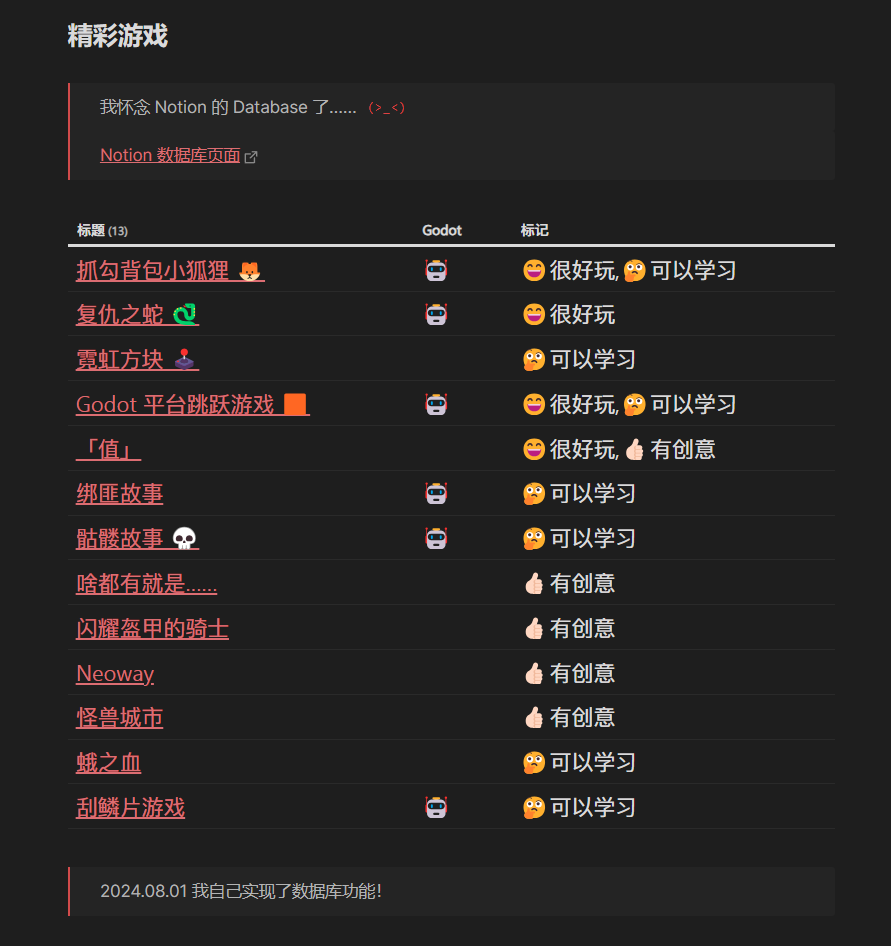 精彩游戏
我怀念 Notion 的 Database 了…… (>_<)
Notion 数据库页面
标题 (13) Godot 标记
抓勾背包小狐狸 🦊 🤖 😄 很好玩, 🤔 可以学习
复仇之蛇 🐍 🤖 😄 很好玩
霓虹方块 🕹️ 🤔 可以学习
Godot 平台跳跃游戏 🟧 🤖 😄 很好玩, 🤔 可以学习
「值」 😄 很好玩, 👍🏻 有创意
绑匪故事 🤖 🤔 可以学习
骷髅故事 💀 🤖 🤔 可以学习
啥都有就是…… 👍🏻 有创意
闪耀盔甲的骑士 👍🏻 有创意
Neoway 👍🏻 有创意
怪兽城市 👍🏻 有创意
蛾之血 🤔 可以学习
刮鳞片游戏 🤖 🤔 可以学习
2024.08.01 我自己实现了数据库功能！